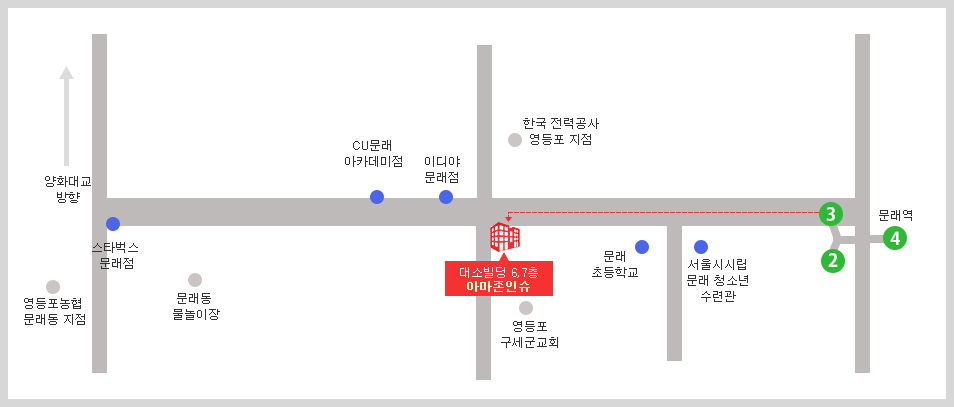 한국 전력공사
영등포 지점
CU문래
아카데미점
이디야
문래점
양화대교
방향
3
문래역
4
2
스타벅스
문래점
대소빌딩 6,7층
아마존인슈
문래
초등학교
서울시시립
문래 청소년
수련관
영등포농협
문래동 지점
문래동
물놀이장
영등포
구세군교회